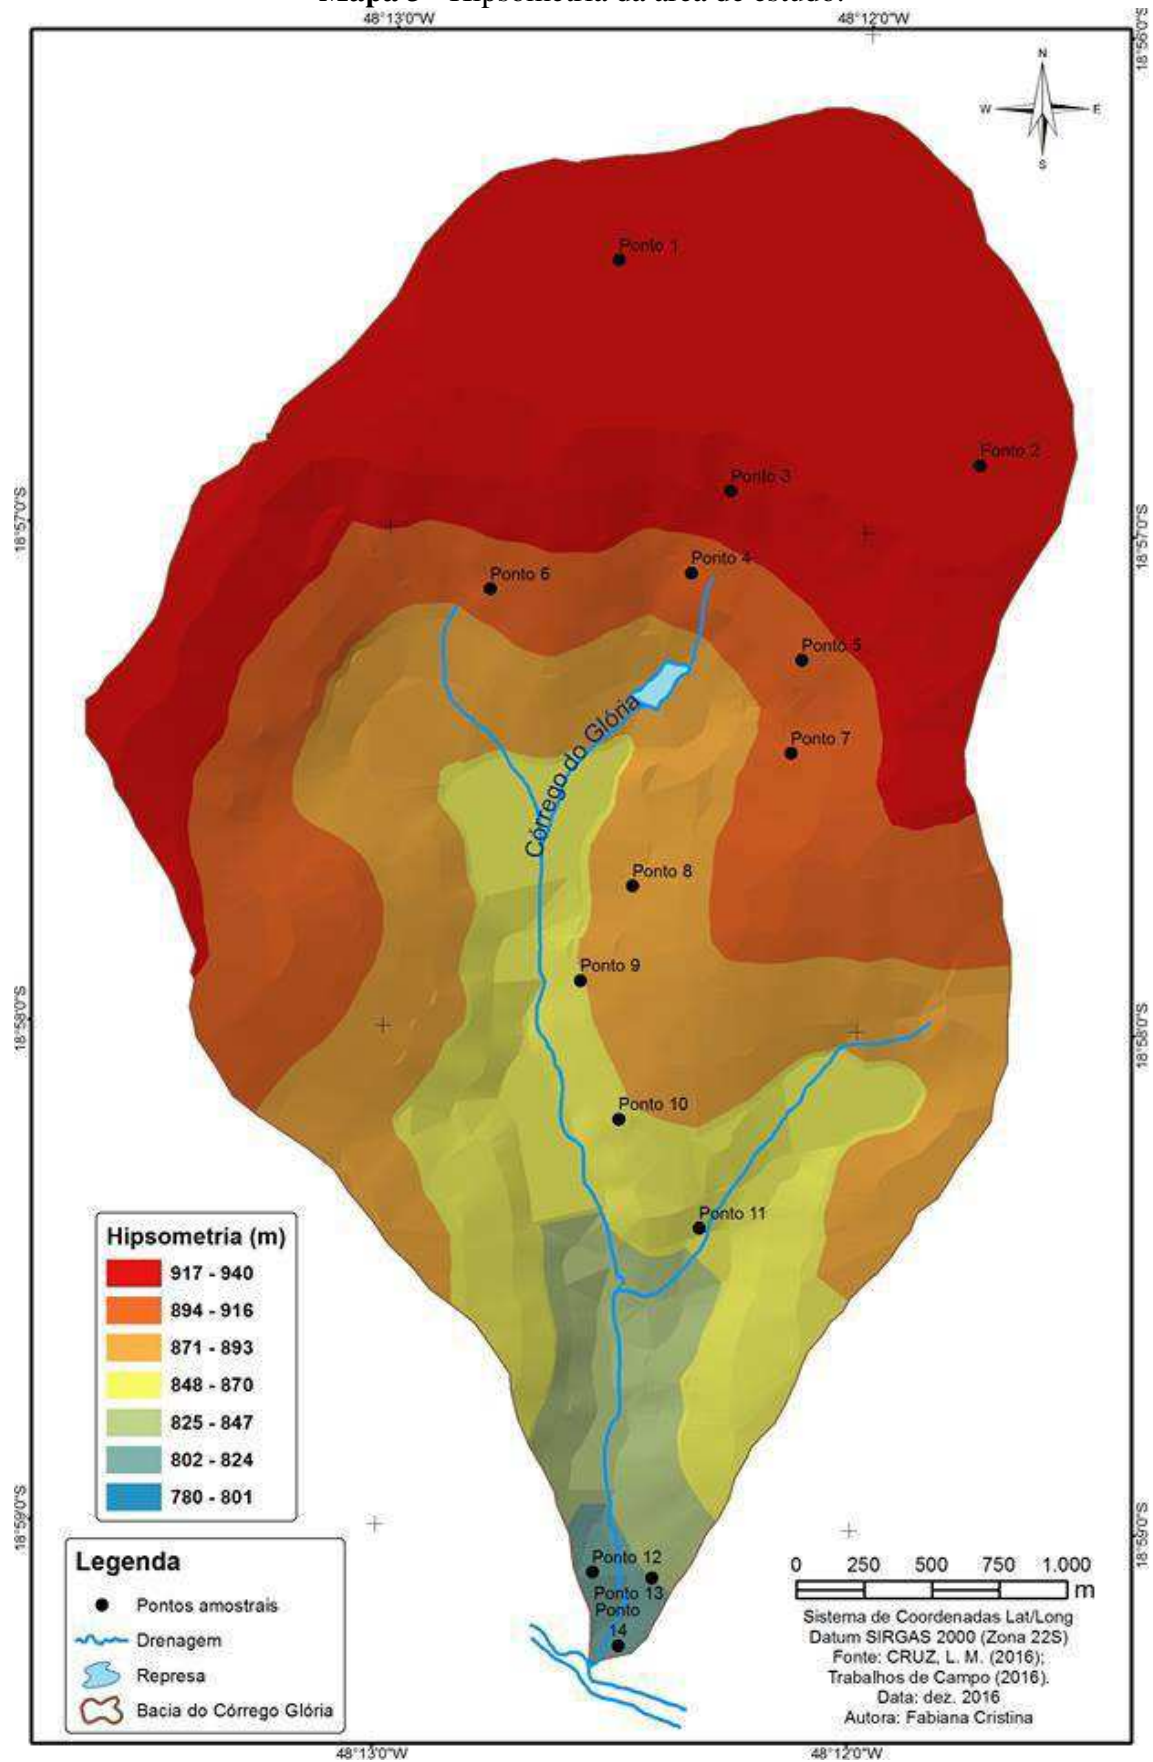 Mapa 3 - Hipsometria da área de estudo.
48°13'0"W
48°12'0"W
18°56'0"S
N
W
E
S
Ponto 1
Ponto 2
Ponto 3
18°57'0"S
18°57'0"S
Ponto 4
Ponto 6
Ponto 5
Córrego do Glória
Ponto 7
Ponto 8
Ponto 9
18°58'0"S
18°58'0"S
Ponto 10
Ponto 11
Hipsometria (m)
917 - 940
894 - 916
871 - 893
848 - 870
825 - 847
802 - 824
780 - 801
18°59'0"S
18°59'0"S
Ponto 12
Ponto 13
Ponto
14
Legenda
Pontos amostrais
Drenagem
Represa
Bacia do Córrego Glória
0 250 500 750 1.000
m
Sistema de Coordenadas Lat/Long
Datum SIRGAS 2000 (Zona 22S)
Fonte: CRUZ, L. M. (2016);
Trabalhos de Campo (2016).
Data: dez. 2016
Autora: Fabiana Cristina
48°13'0"W
48°12'0"W